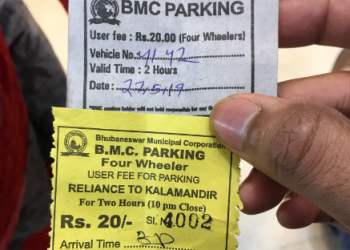 BMC PARKING
User fee : Rs.20.00 (Four Wheelers)
Vehicle No.
Valid Time : 2 Hours
Date : 22/5/19
Bhubaneswar Municipal Corporation
B.M.C. PARKING
Four Wheeler
USER FEE FOR PARKING
RELIANCE TO KALAMANDIR
For Two Hours (10 pm Close)
Rs. 20/- Sl. 4002
Arrival Time